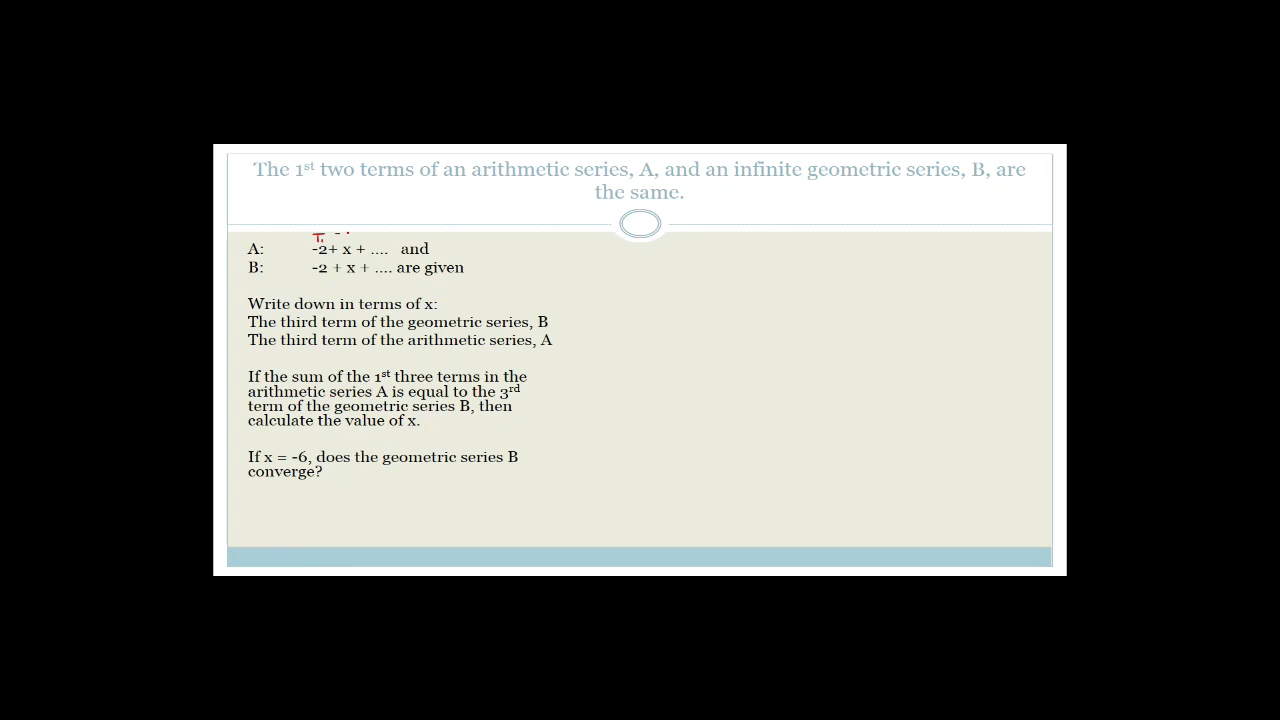 The 1st two terms of an arithmetic series, A, and an infinite geometric series, B, are
the same.
A: -2+ x + .... and
B: -2 + x + .... are given
Write down in terms of x:
The third term of the geometric series, B
The third term of the arithmetic series, A
If the sum of the 1st three terms in the
arithmetic series A is equal to the 3rd
term of the geometric series B, then
calculate the value of x.
If x = -6, does the geometric series B
converge?